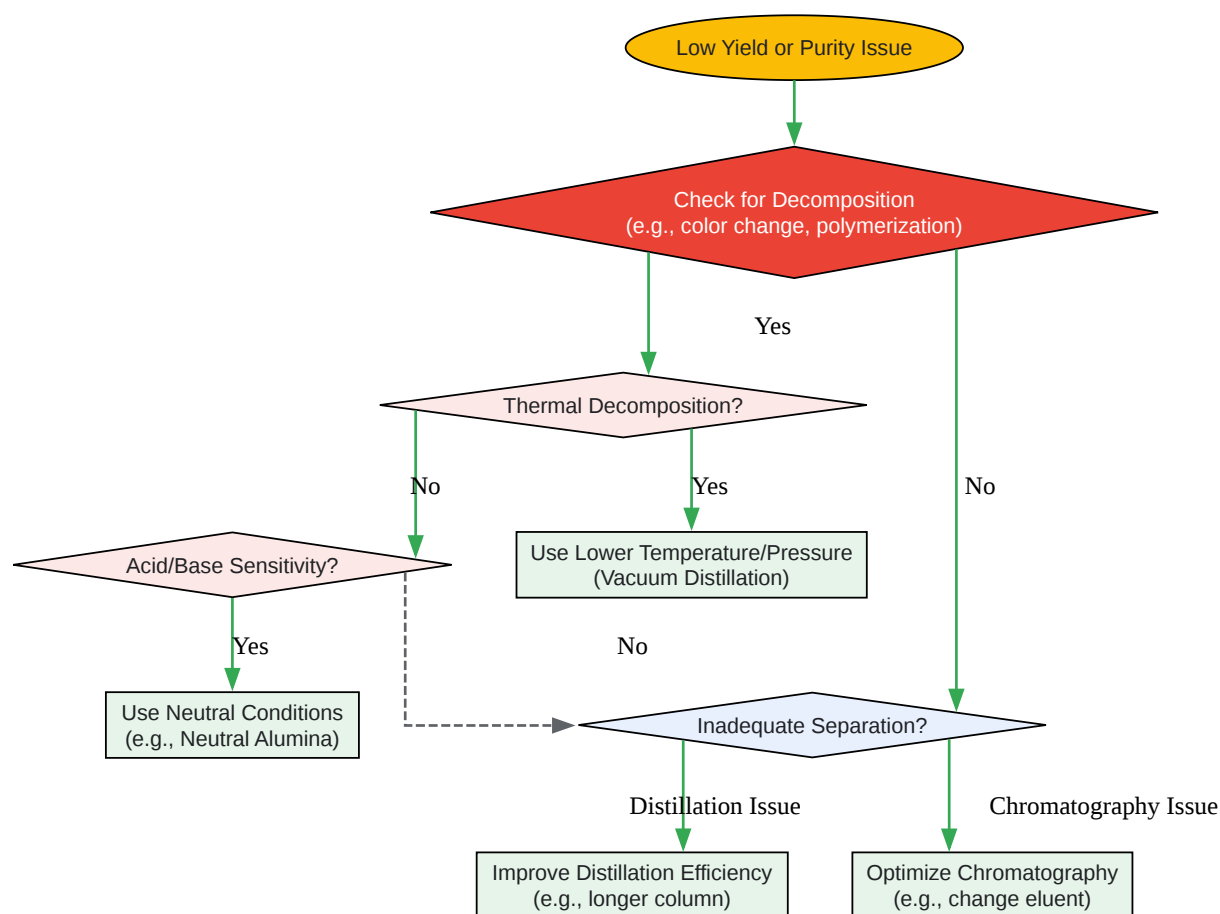 Low Yield or Purity Issue
Check for Decomposition
(e.g., color change, polymerization)
Yes
Thermal Decomposition?
No
Yes
No
Acid/Base Sensitivity?
Use Lower Temperature/Pressure
(Vacuum Distillation)
Yes
No
Use Neutral Conditions
(e.g., Neutral Alumina)
Inadequate Separation?
Distillation Issue
Chromatography Issue
Improve Distillation Efficiency
(e.g., longer column)
Optimize Chromatography
(e.g., change eluent)